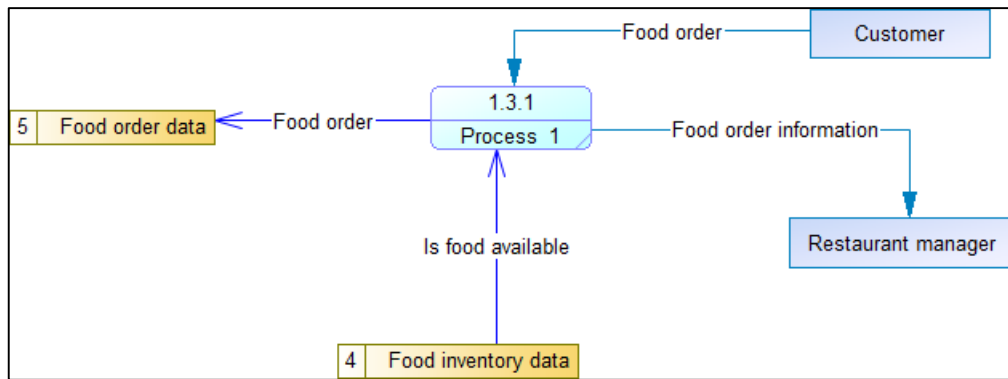 Food order
Customer
1.3.1
5 Food order data
Food order
Process 1
Food order information
Is food available
Restaurant manager
4 Food inventory data